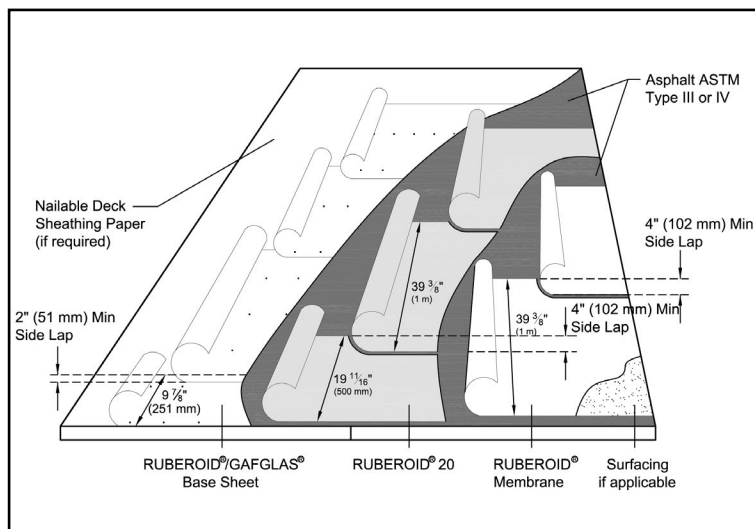 Asphalt ASTM
Type III or IV
Nailable Deck
Sheathing Paper
(if required)
4" (102 mm) Min
Side Lap
2" (51 mm) Min
Side Lap
39 3/8"
(1 m)
39 3/8"
(1 m)
4" (102 mm) Min
Side Lap
9 7/8"
(251 mm)
19 11/16"
(500 mm)
RUBEROID®/GAFGLAS®
Base Sheet
RUBEROID® 20
RUBEROID®
Membrane
Surfacing
if applicable